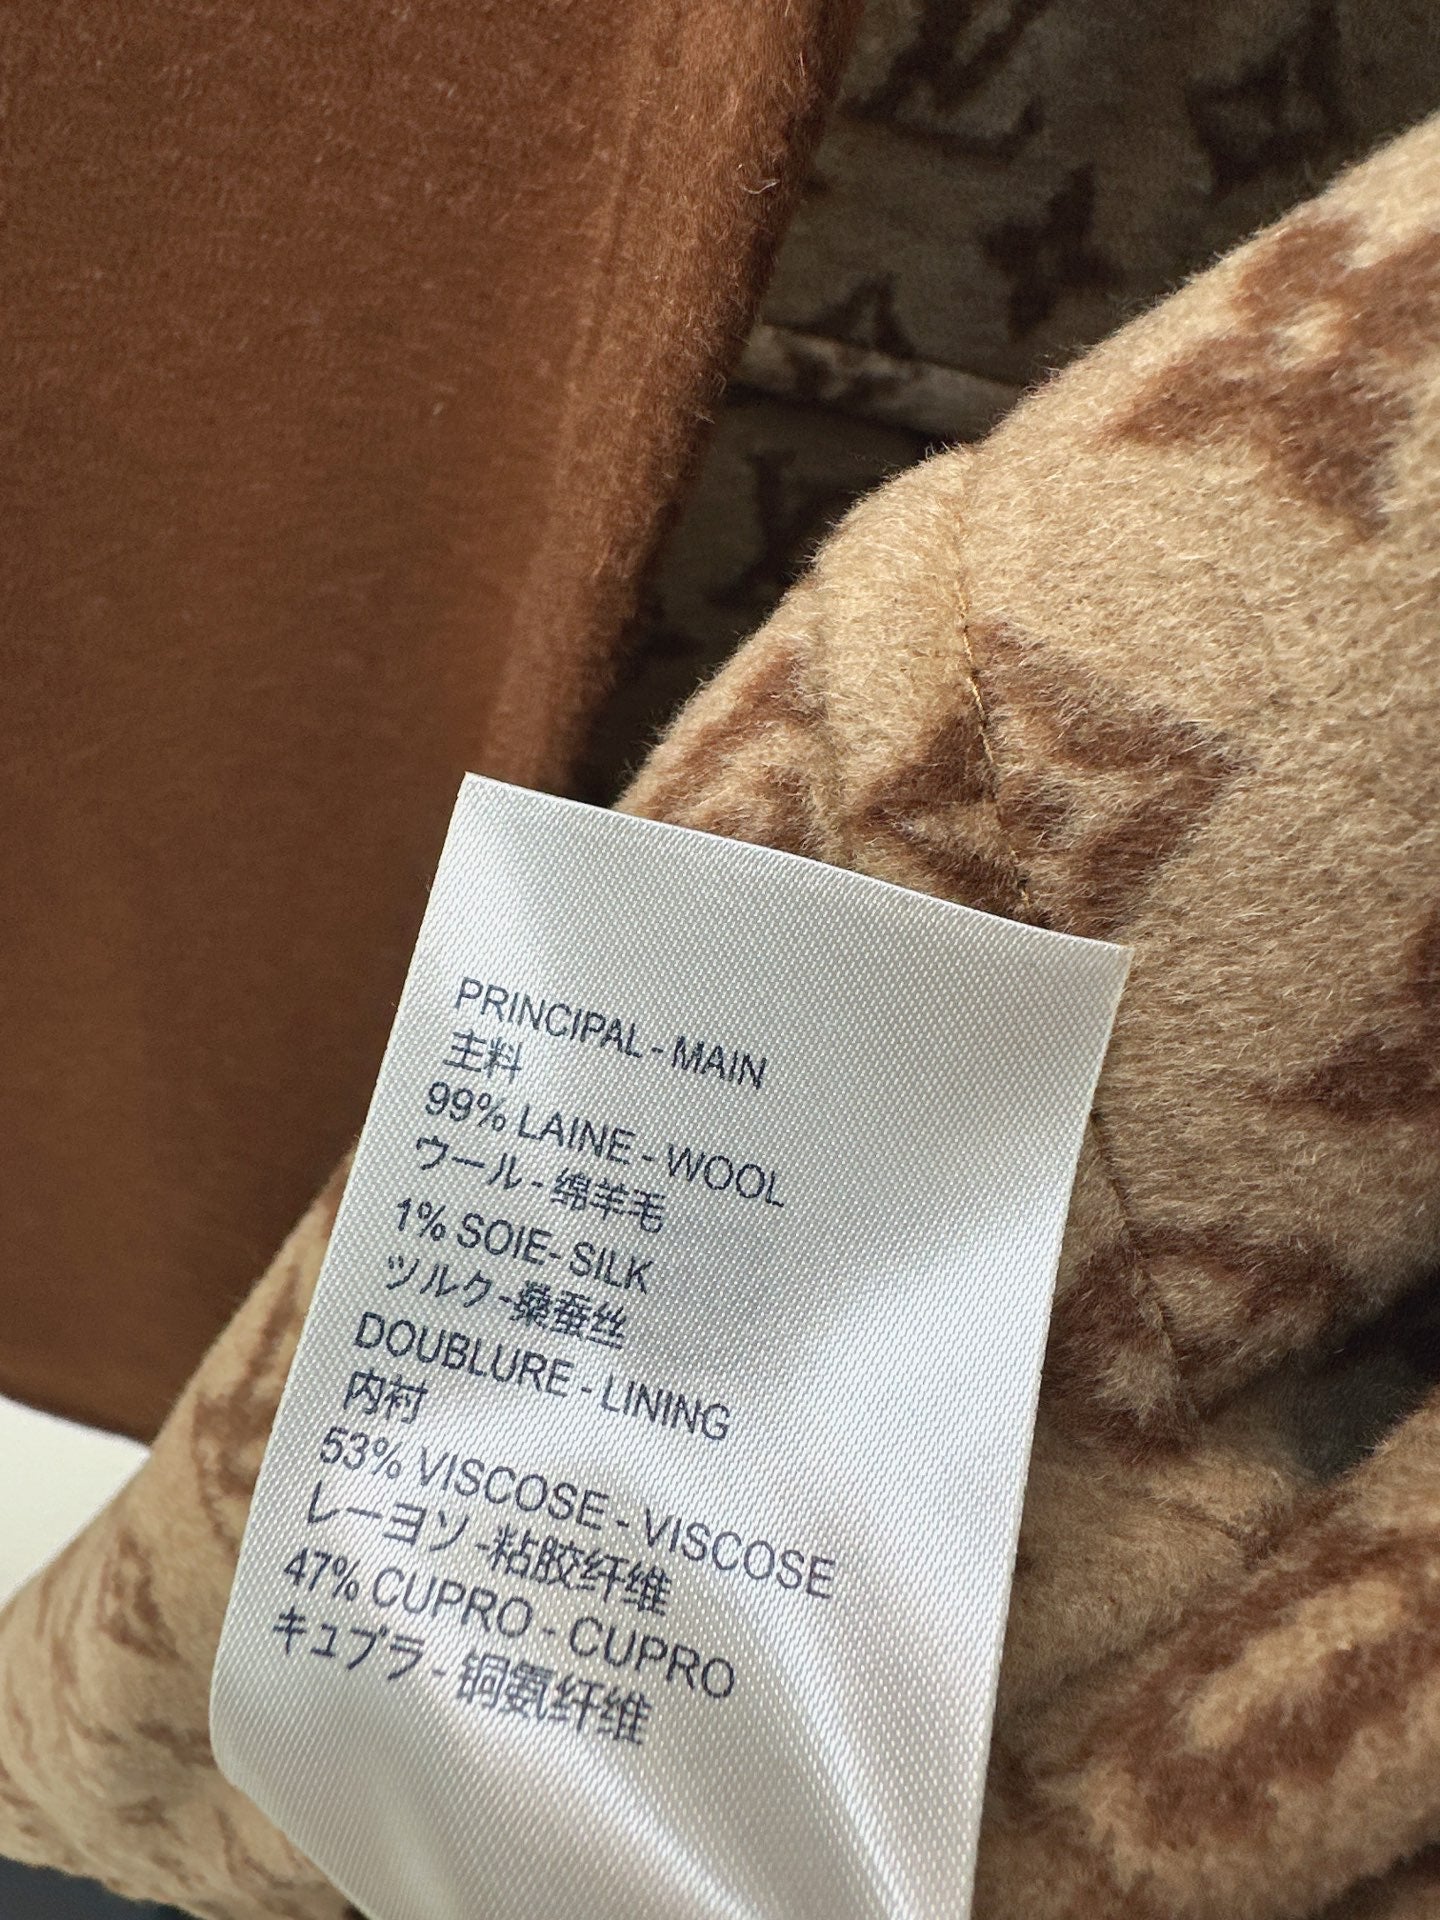 PRINCIPAL - MAIN
主料
99% LAINE - WOOL
ウール - 绵羊毛
1% SOIE- SILK
ツルク -桑蚕丝
DOUBLURE - LINING
内衬
53% VISCOSE - VISCOSE
レーヨソ -粘胶纤维
47% CUPRO - CUPRO
キュプラ - 铜氨纤维